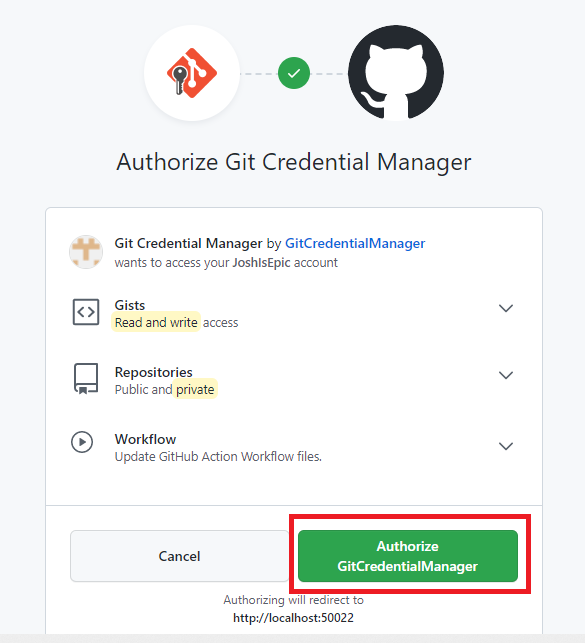 Authorize Git Credential Manager
Git Credential Manager by GitCredentialManager
wants to access your JoshIsEpic account
Gists
Read and write access
Repositories
Public and private
Workflow
Update GitHub Action Workflow files.
Cancel
Authorize
GitCredentialManager
Authorizing will redirect to
http://localhost:50022